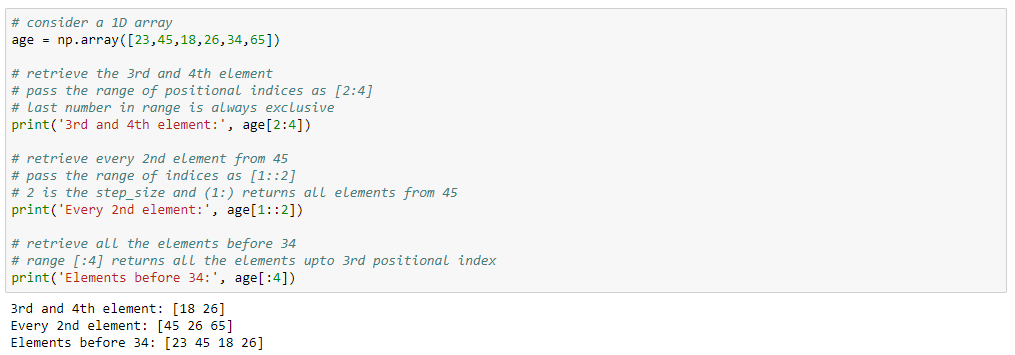 # consider a 1D array
age = np.array([23,45,18,26,34,65])
# retrieve the 3rd and 4th element
# pass the range of positional indices as [2:4]
# last number in range is always exclusive
print('3rd and 4th element:', age[2:4])
# retrieve every 2nd element from 45
# pass the range of indices as [1::2]
# 2 is the step_size and (1:) returns all elements from 45
print('Every 2nd element:', age[1::2])
# retrieve all the elements before 34
# range [:4] returns all the elements upto 3rd positional index
print('Elements before 34:', age[:4])
3rd and 4th element: [18 26]
Every 2nd element: [45 26 65]
Elements before 34: [23 45 18 26]